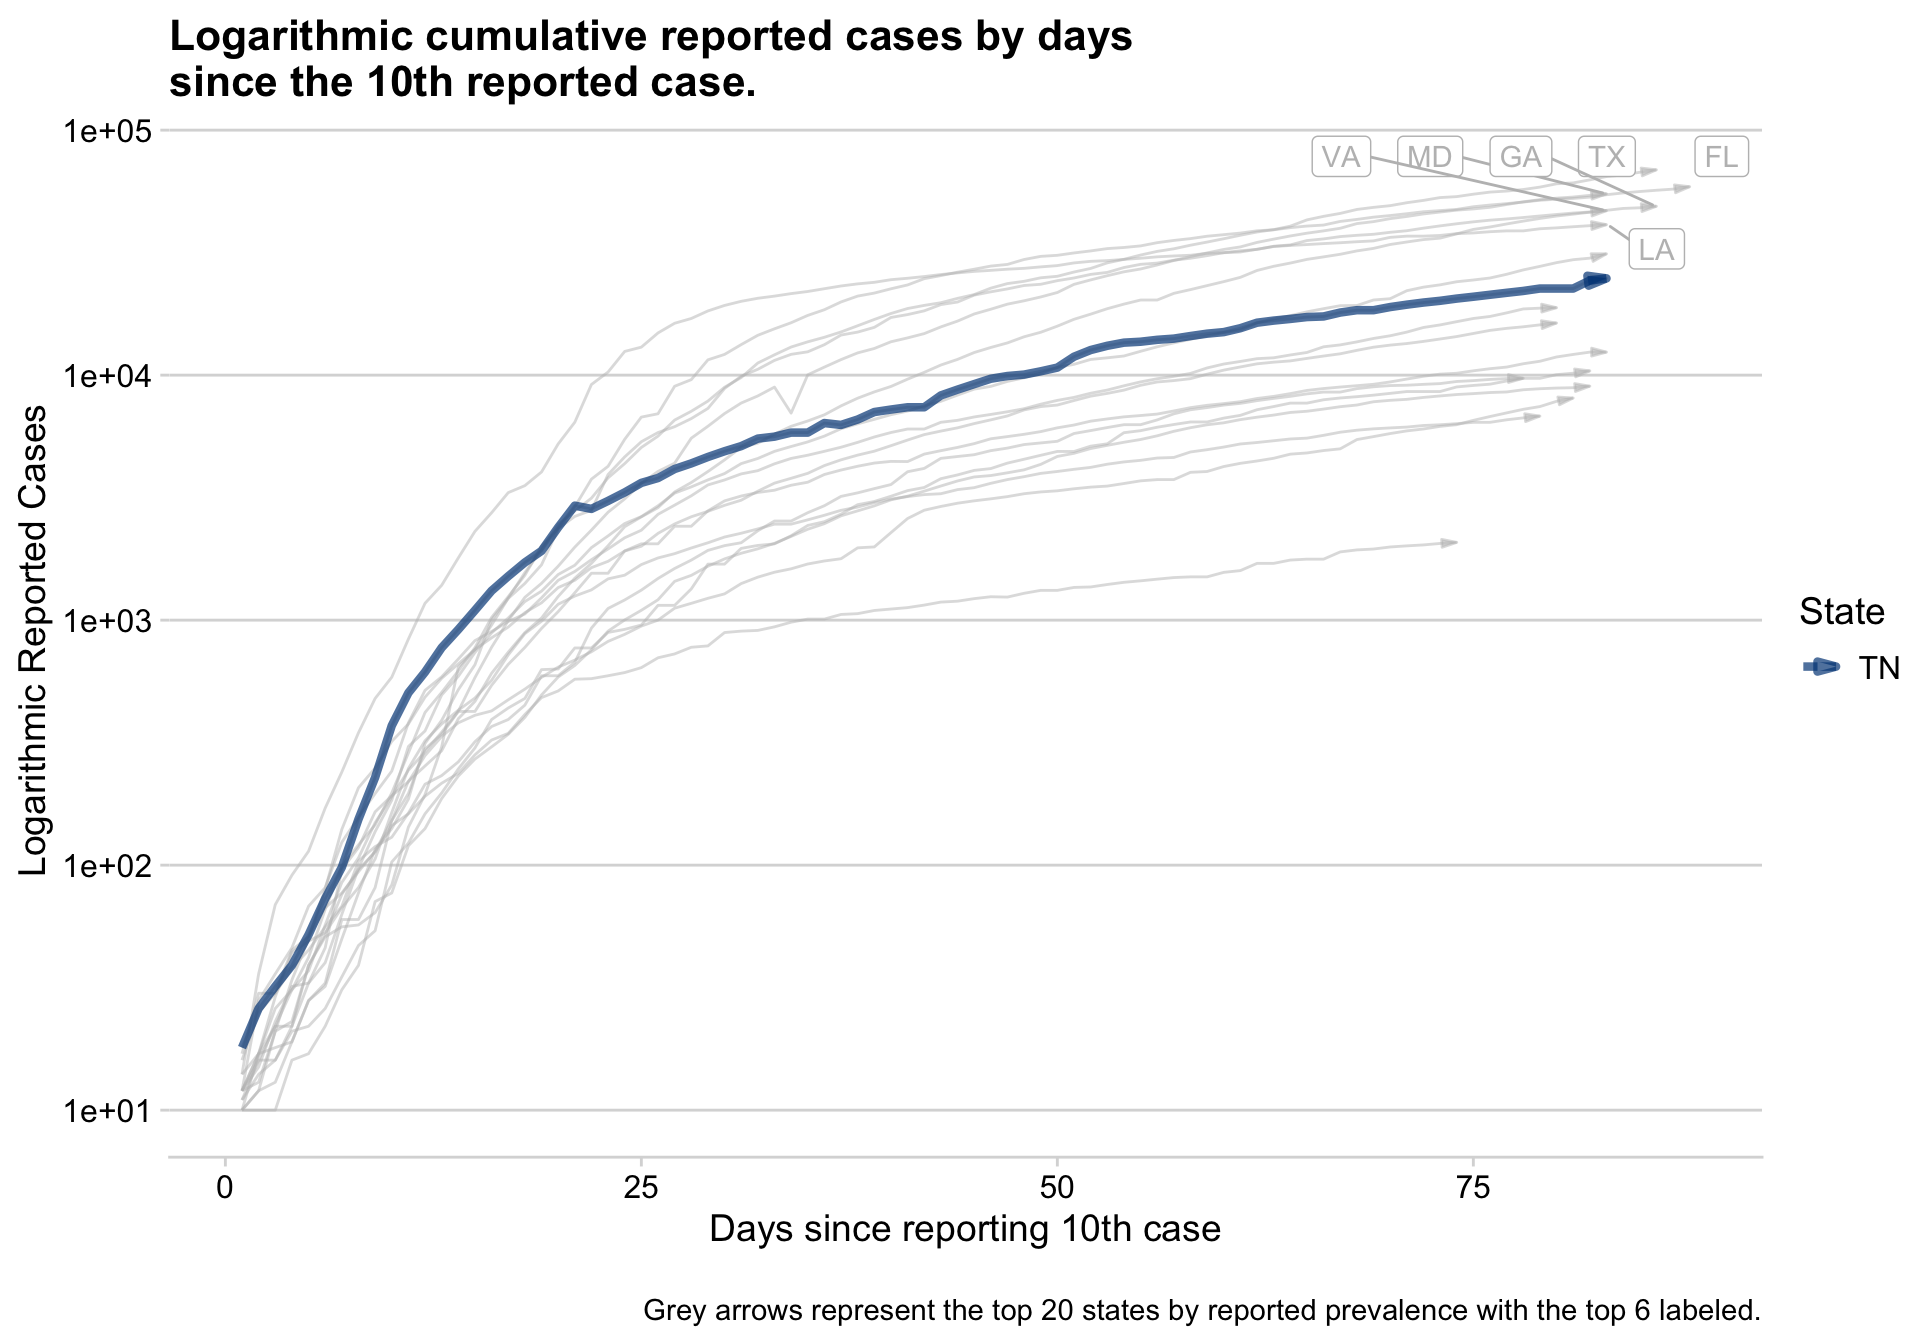 Logarithmic cumulative reported cases by days
since the 10th reported case.
1e+05
VA MD GA TX FL
LA
1e+04
1e+03
1e+02
1e+01
Logarithmic Reported Cases
State
TN
0 25 50 75
Days since reporting 10th case
Grey arrows represent the top 20 states by reported prevalence with the top 6 labeled.